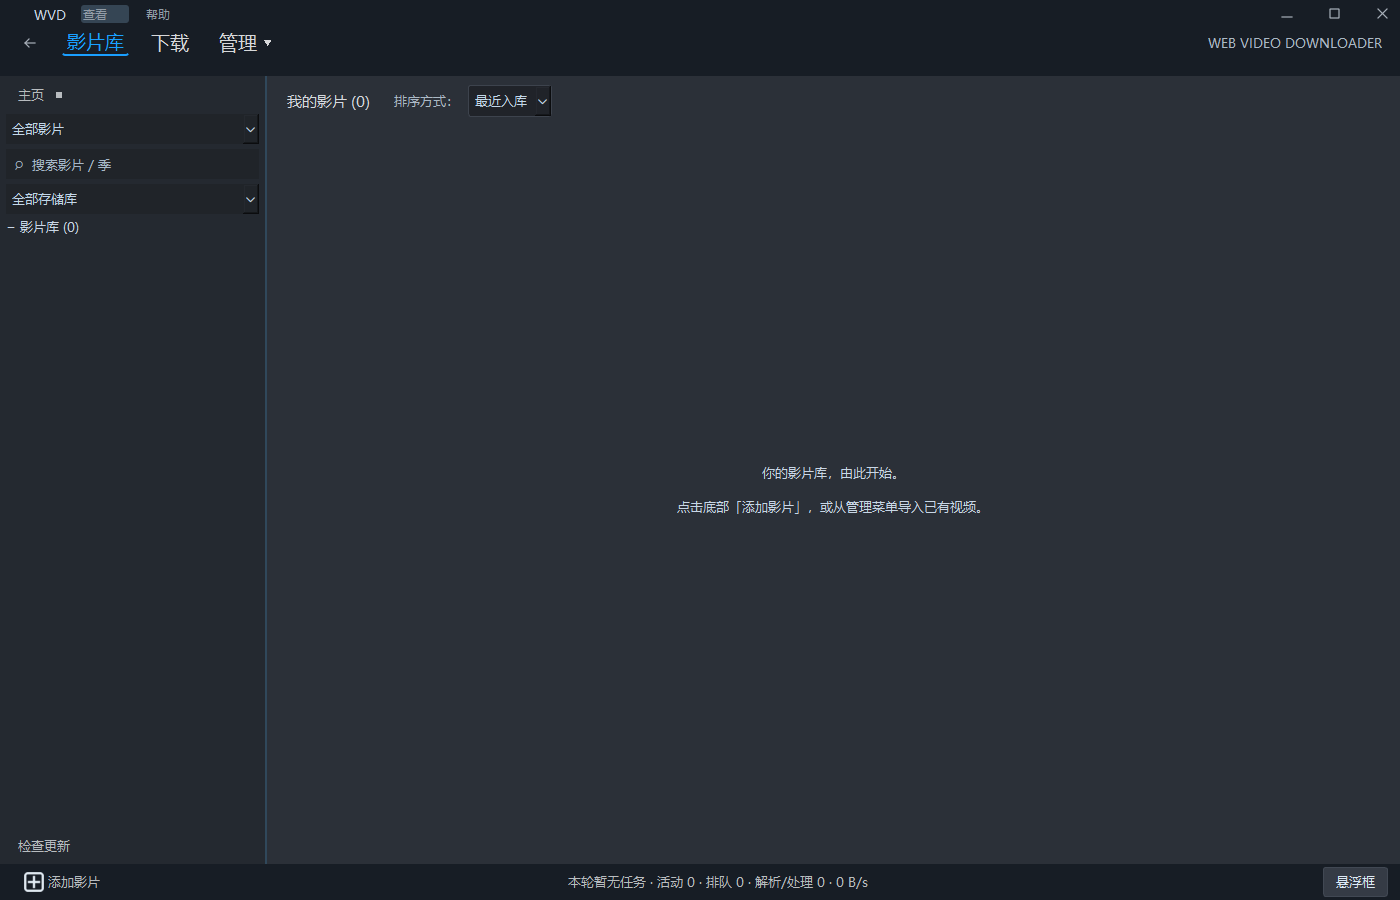 WVD 查看 帮助
影片库 下载 管理
WEB VIDEO DOWNLOADER
主页
全部影片
搜索影片 / 季
全部存储库
− 影片库 (0)
我的影片 (0) 排序方式： 最近入库
你的影片库，由此开始。
点击底部「添加影片」，或从管理菜单导入已有视频。
检查更新
添加影片
本轮暂无任务 · 活动 0 · 排队 0 · 解析/处理 0 · 0 B/s
悬浮框